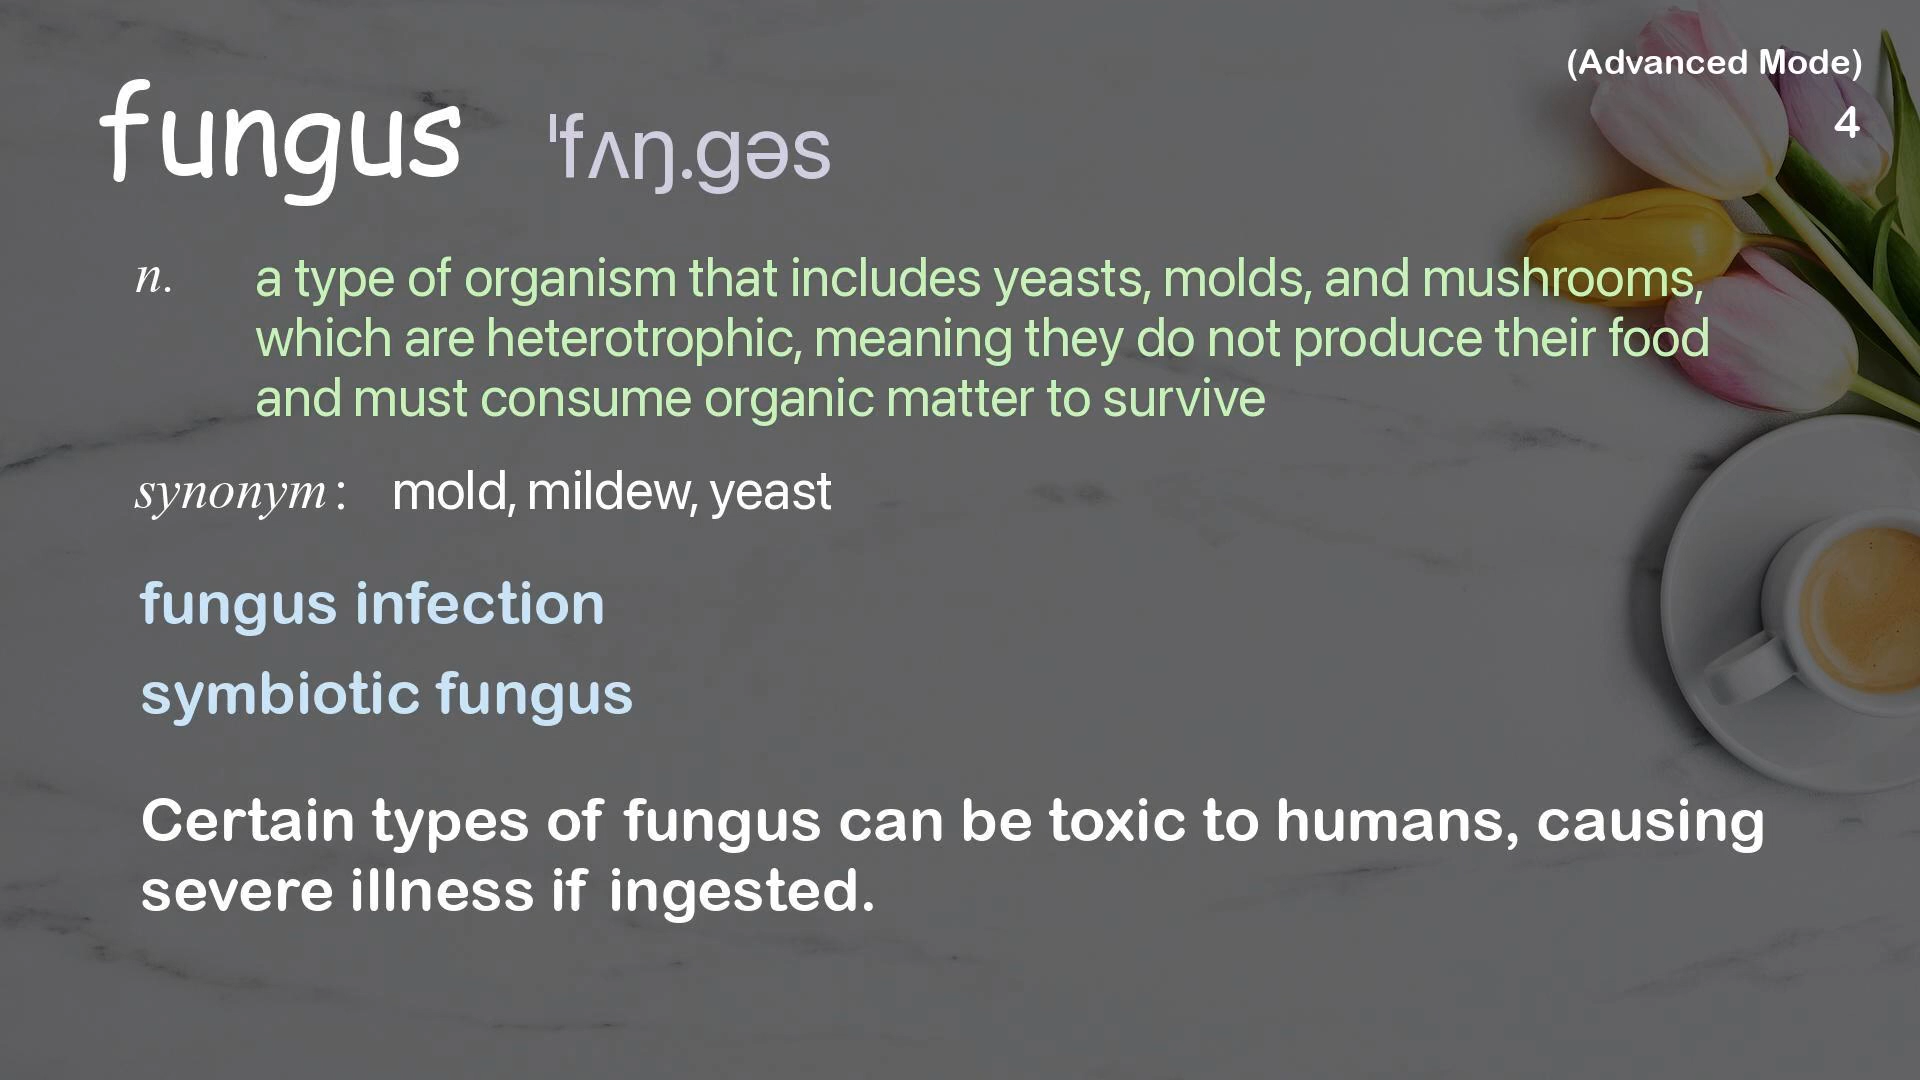 (Advanced Mode)
4
fungus ˈfʌŋ.gəs
n. a type of organism that includes yeasts, molds, and mushrooms,
which are heterotrophic, meaning they do not produce their food
and must consume organic matter to survive
synonym: mold, mildew, yeast
fungus infection
symbiotic fungus
Certain types of fungus can be toxic to humans, causing
severe illness if ingested.